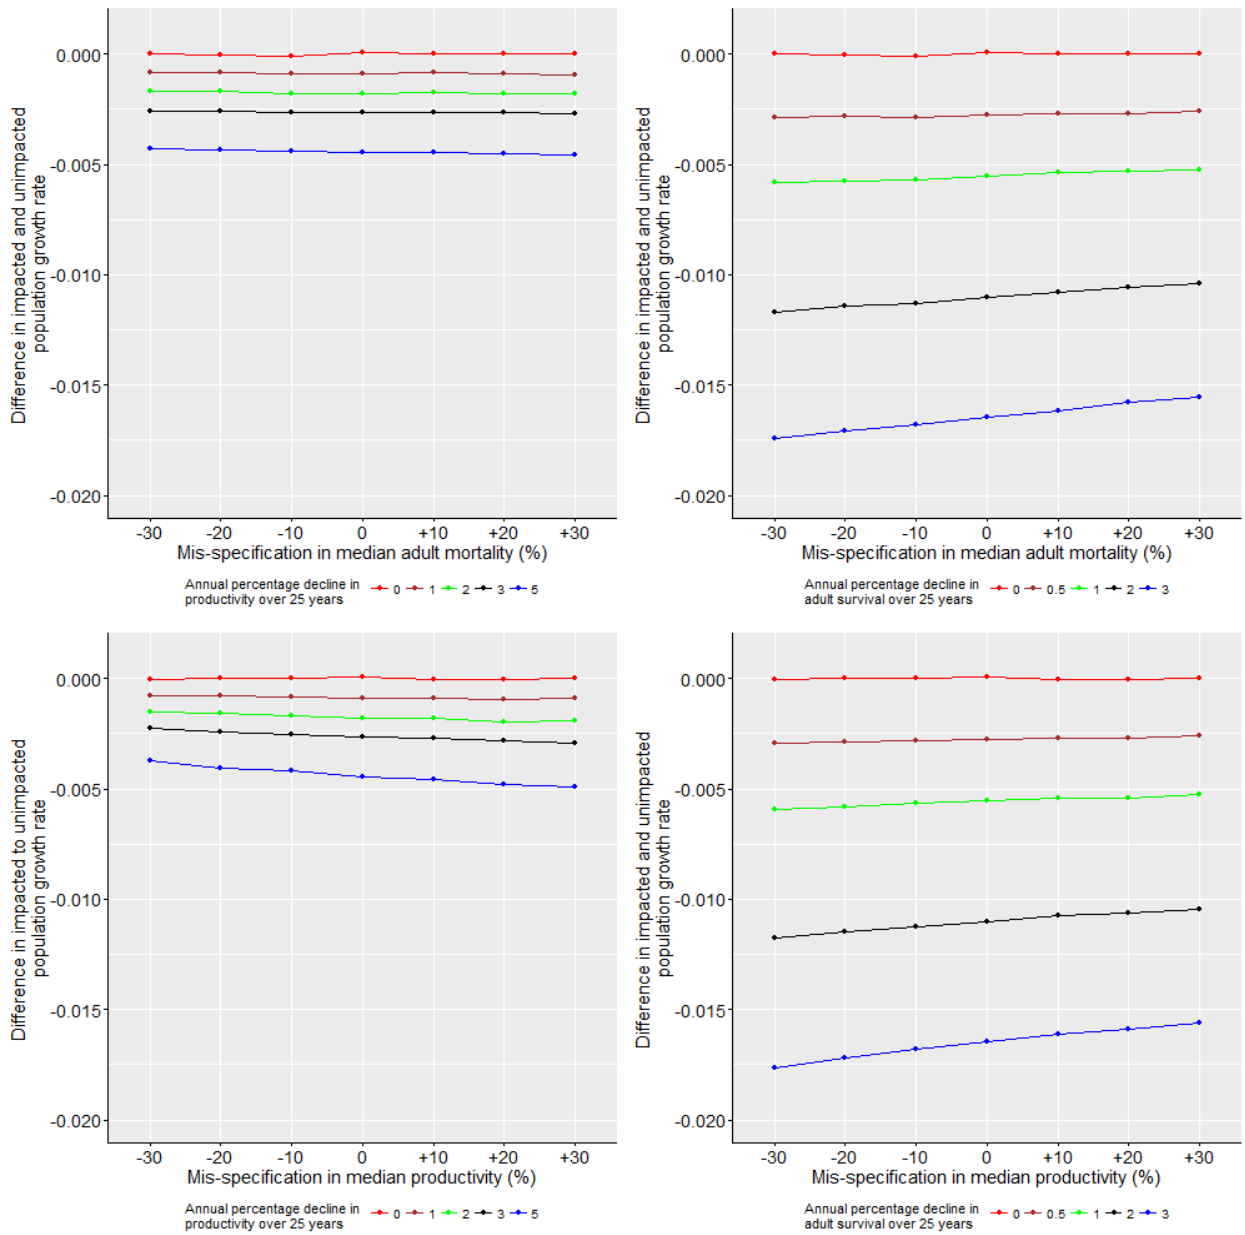 Difference in impacted and unimpacted
population growth rate
0.000
-0.005
-0.010
-0.015
-0.020
-30 -20 -10 0 +10 +20 +30
Mis-specification in median adult mortality (%)
Annual percentage decline in
productivity over 25 years
0 1 2 3 5
Difference in impacted and unimpacted
population growth rate
0.000
-0.005
-0.010
-0.015
-0.020
-30 -20 -10 0 +10 +20 +30
Mis-specification in median adult mortality (%)
Annual percentage decline in
adult survival over 25 years
0 0.5 1 2 3
Difference in impacted to unimpacted
population growth rate
0.000
-0.005
-0.010
-0.015
-0.020
-30 -20 -10 0 +10 +20 +30
Mis-specification in median productivity (%)
Annual percentage decline in
productivity over 25 years
0 1 2 3 5
Difference in impacted and unimpacted
population growth rate
0.000
-0.005
-0.010
-0.015
-0.020
-30 -20 -10 0 +10 +20 +30
Mis-specification in median productivity (%)
Annual percentage decline in
adult survival over 25 years
0 0.5 1 2 3